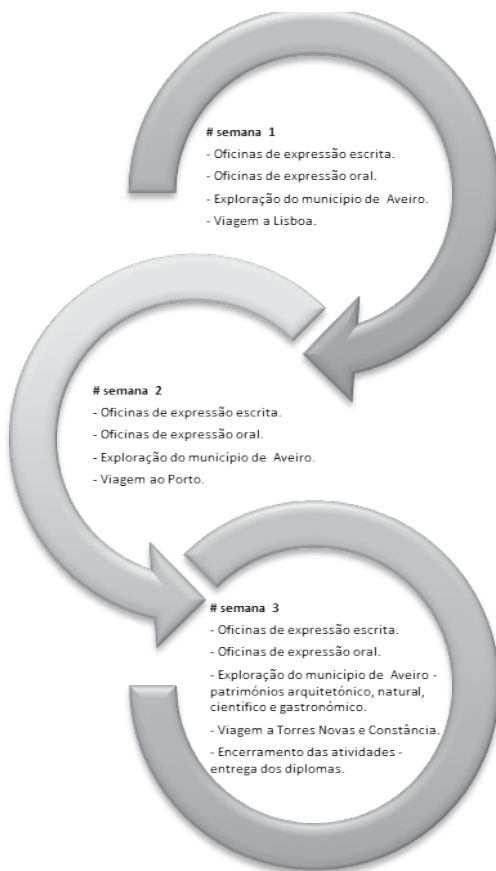 # semana 1
- Oficinas de expressão escrita.
- Oficinas de expressão oral.
- Exploração do município de Aveiro.
- Viagem a Lisboa.
# semana 2
- Oficinas de expressão escrita.
- Oficinas de expressão oral.
- Exploração do município de Aveiro.
- Viagem ao Porto.
# semana 3
- Oficinas de expressão escrita.
- Oficinas de expressão oral.
- Exploração do município de Aveiro -
patrimónios arquitetónico, natural,
científico e gastronómico.
- Viagem a Torres Novas e Constância.
- Encerramento das atividades -
entrega dos diplomas.